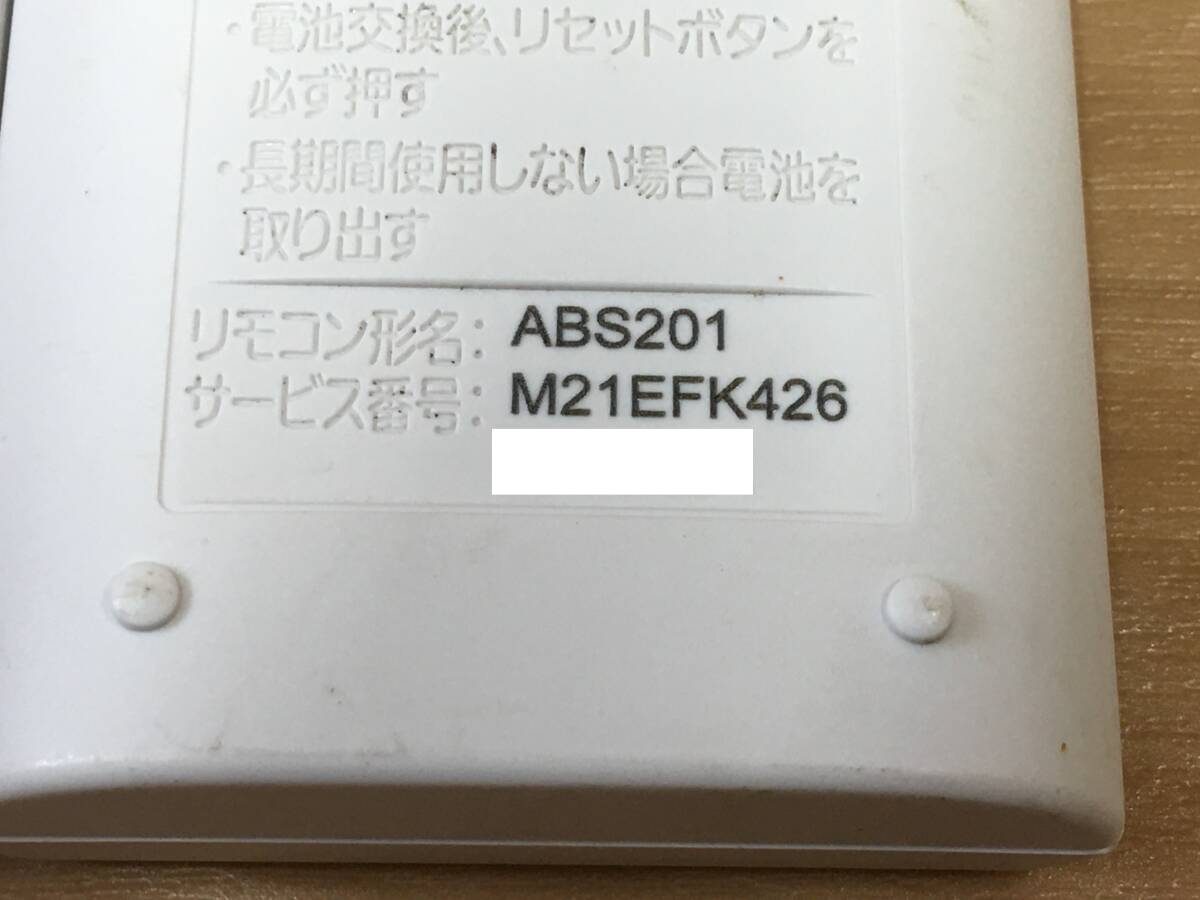 ・電池交換後、リセットボタンを
必ず押す
・長期間使用しない場合電池を
取り出す
リモコン形名：ABS201
サービス番号：M21EFK426